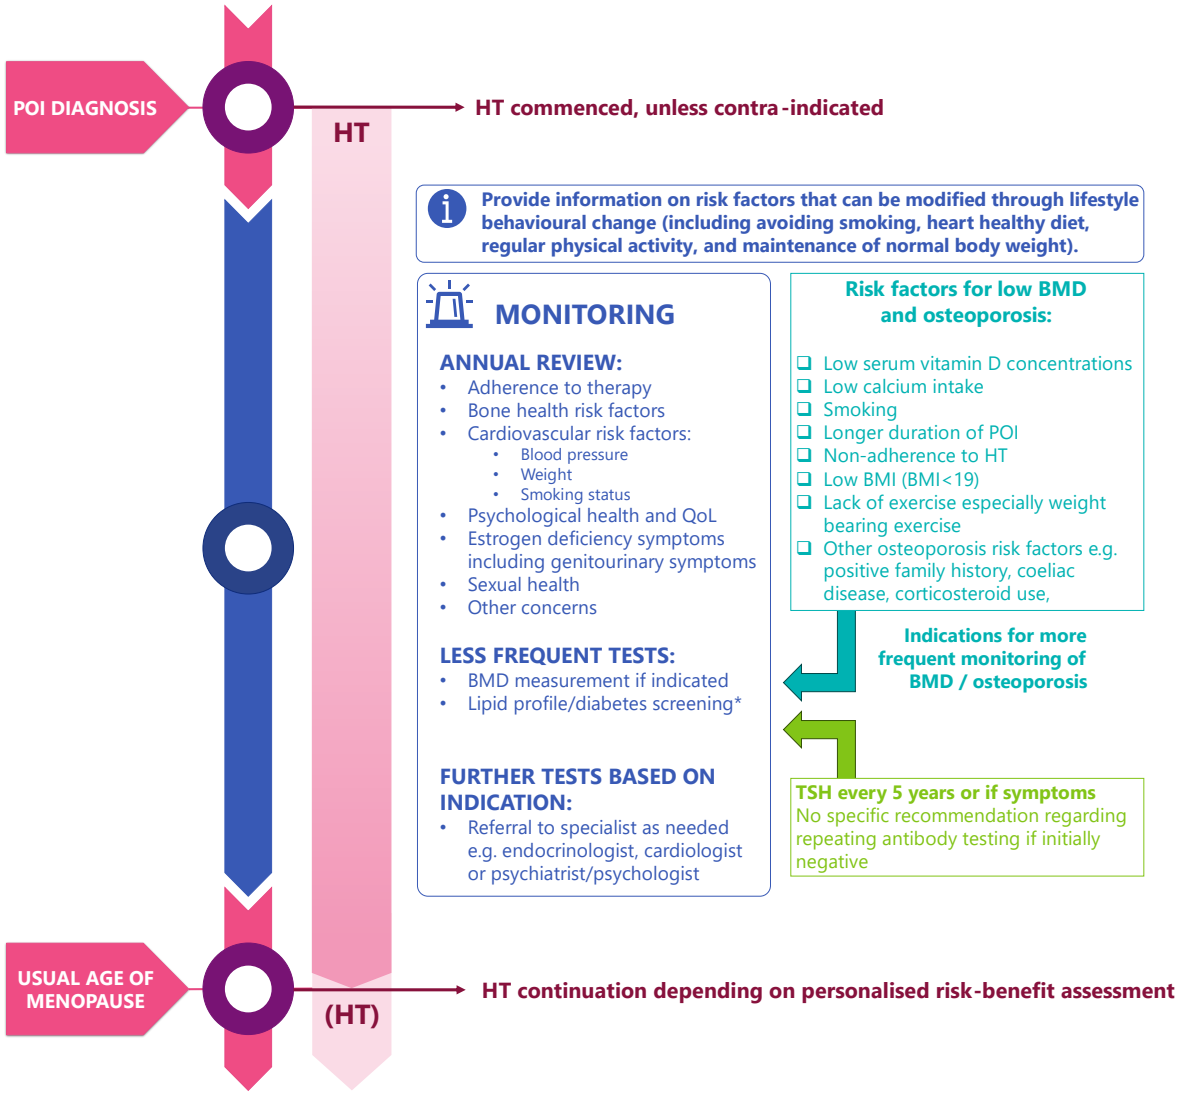 POI DIAGNOSIS
HT commenced, unless contra-indicated
HT
Provide information on risk factors that can be modified through lifestyle
behavioural change (including avoiding smoking, heart healthy diet,
regular physical activity, and maintenance of normal body weight).
MONITORING
ANNUAL REVIEW:
• Adherence to therapy
• Bone health risk factors
• Cardiovascular risk factors:
• Blood pressure
• Weight
• Smoking status
• Psychological health and QoL
• Estrogen deficiency symptoms
including genitourinary symptoms
• Sexual health
• Other concerns
LESS FREQUENT TESTS:
• BMD measurement if indicated
• Lipid profile/diabetes screening*
FURTHER TESTS BASED ON
INDICATION:
• Referral to specialist as needed
e.g. endocrinologist, cardiologist
or psychiatrist/psychologist
Risk factors for low BMD
and osteoporosis:
❑ Low serum vitamin D concentrations
❑ Low calcium intake
❑ Smoking
❑ Longer duration of POI
❑ Non-adherence to HT
❑ Low BMI (BMI<19)
❑ Lack of exercise especially weight
bearing exercise
❑ Other osteoporosis risk factors e.g.
positive family history, coeliac
disease, corticosteroid use,
Indications for more
frequent monitoring of
BMD / osteoporosis
TSH every 5 years or if symptoms
No specific recommendation regarding
repeating antibody testing if initially
negative
USUAL AGE OF
MENOPAUSE
HT continuation depending on personalised risk-benefit assessment
(HT)